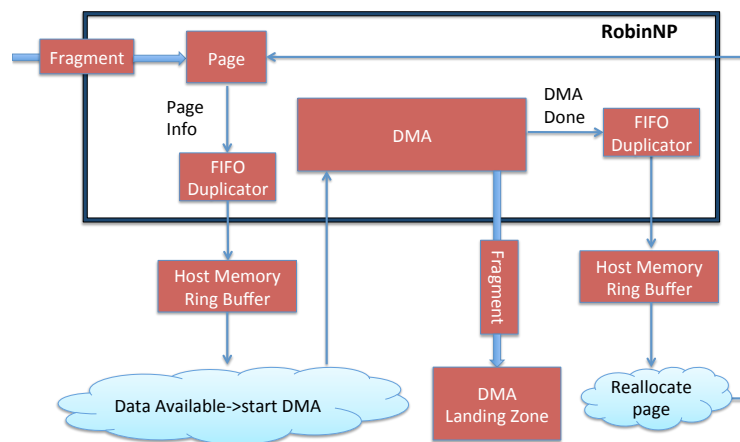 RobinNP
Fragment
Page
Page
Info
DMA
DMA
Done
FIFO
Duplicator
FIFO
Duplicator
Host Memory
Ring Buffer
Fragment
Host Memory
Ring Buffer
Data Available->start DMA
DMA
Landing Zone
Reallocate
page